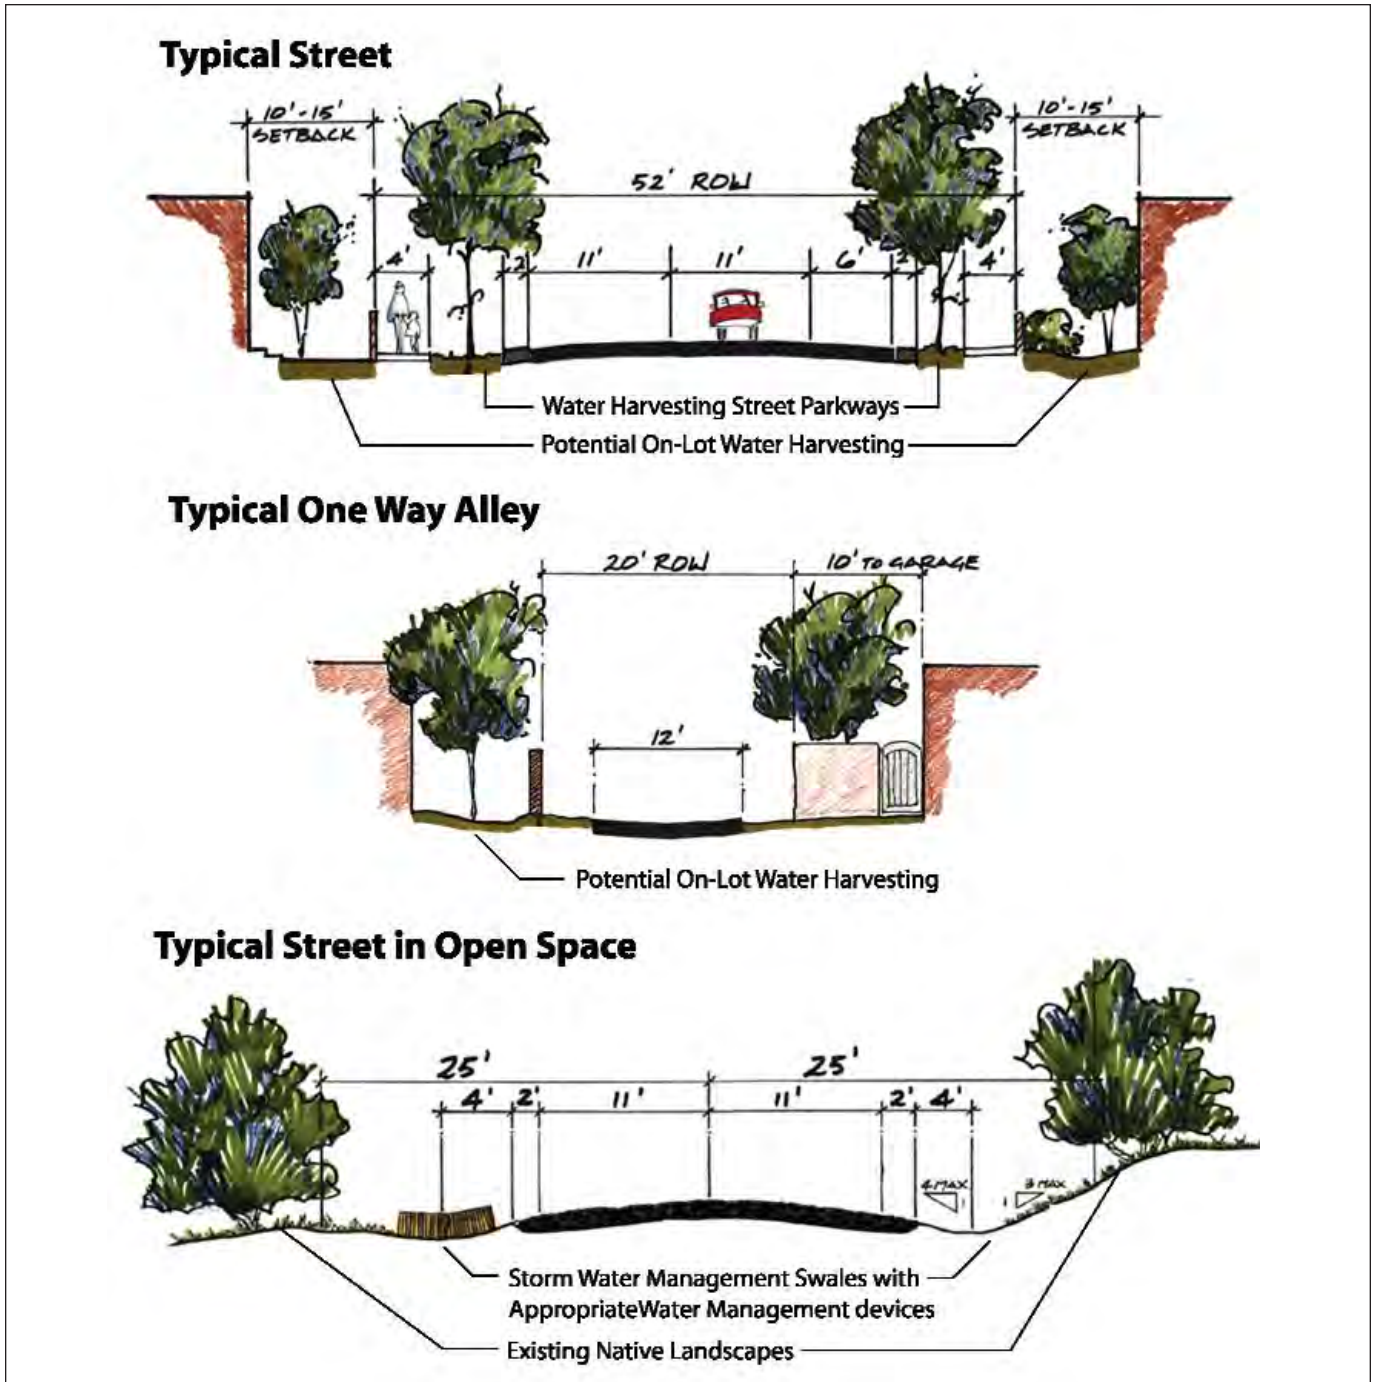 Typical Street
10'-15'
SETBACK
10'-15'
SETBACK
52' ROW
4'
2'
11'
11'
6'
2'
4'
Water Harvesting Street Parkways
Potential On-Lot Water Harvesting
Typical One Way Alley
20' ROW
10' TO GARAGE
12'
Potential On-Lot Water Harvesting
Typical Street in Open Space
25'
25'
4'
2'
11'
11'
2'
4'
4 MAX
1
1
3 MAX
Storm Water Management Swales with
AppropriateWater Management devices
Existing Native Landscapes